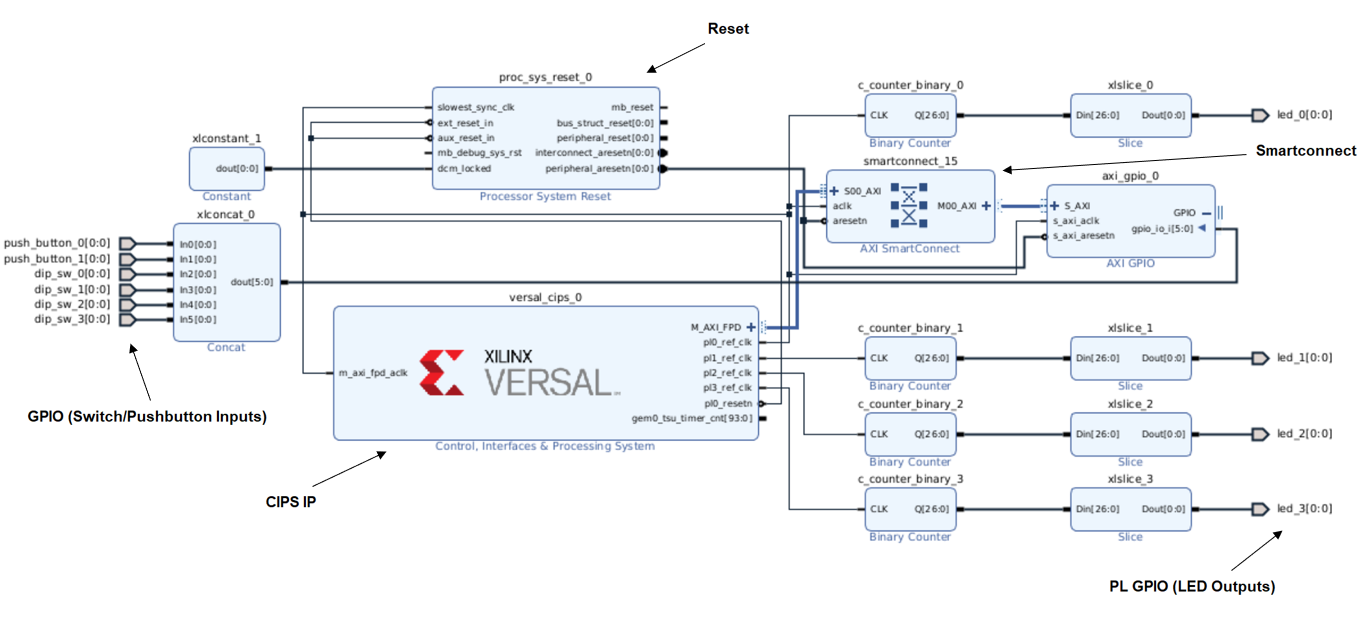 Reset
proc_sys_reset_0
slowest_sync_clk
ext_reset_in
aux_reset_in
mb_debug_sys_rst
dcm_locked
mb_reset
bus_struct_reset[0:0]
peripheral_reset[0:0]
interconnect_aresetn[0:0]
peripheral_aresetn[0:0]
Processor System Reset
xlconstant_1
dout[0:0]
Constant
xlconcat_0
push_button_0[0:0]
push_button_1[0:0]
dip_sw_0[0:0]
dip_sw_1[0:0]
dip_sw_2[0:0]
dip_sw_3[0:0]
In0[0:0]
In1[0:0]
In2[0:0]
In3[0:0]
In4[0:0]
In5[0:0]
dout[5:0]
Concat
GPIO (Switch/Pushbutton Inputs)
versal_cips_0
m_axi_fpd_aclk
XILINX
VERSAL
M_AXI_FPD
pl0_ref_clk
pl1_ref_clk
pl2_ref_clk
pl3_ref_clk
pl0_resetn
gem0_tsu_timer_cnt[93:0]
Control, Interfaces & Processing System
CIPS IP
c_counter_binary_0
CLK
Q[26:0]
Binary Counter
xlslice_0
Din[26:0]
Dout[0:0]
Slice
led_0[0:0]
Smartconnect
smartconnect_15
S00_AXI
aclk
aresetn
M00_AXI
AXI SmartConnect
axi_gpio_0
S_AXI
s_axi_aclk
s_axi_aresetn
GPIO
gpio_io_i[5:0]
AXI GPIO
c_counter_binary_1
CLK
Q[26:0]
Binary Counter
xlslice_1
Din[26:0]
Dout[0:0]
Slice
led_1[0:0]
c_counter_binary_2
CLK
Q[26:0]
Binary Counter
xlslice_2
Din[26:0]
Dout[0:0]
Slice
led_2[0:0]
c_counter_binary_3
CLK
Q[26:0]
Binary Counter
xlslice_3
Din[26:0]
Dout[0:0]
Slice
led_3[0:0]
PL GPIO (LED Outputs)